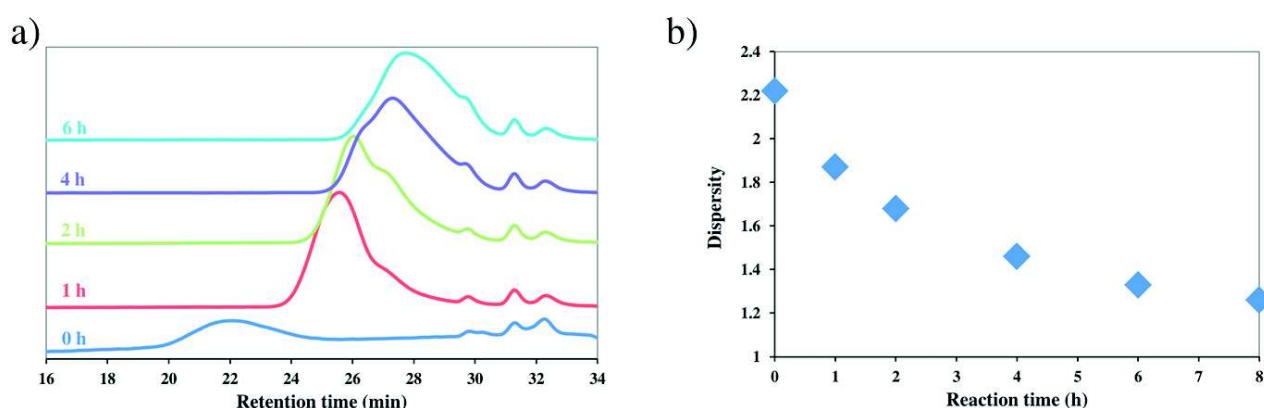 a)
6 h
4 h
2 h
1 h
0 h
16 18 20 22 24 26 28 30 32 34
Retention time (min)
b)
2.4
2.2
2
1.8
1.6
1.4
1.2
1
Dispersity
0 1 2 3 4 5 6 7 8
Reaction time (h)